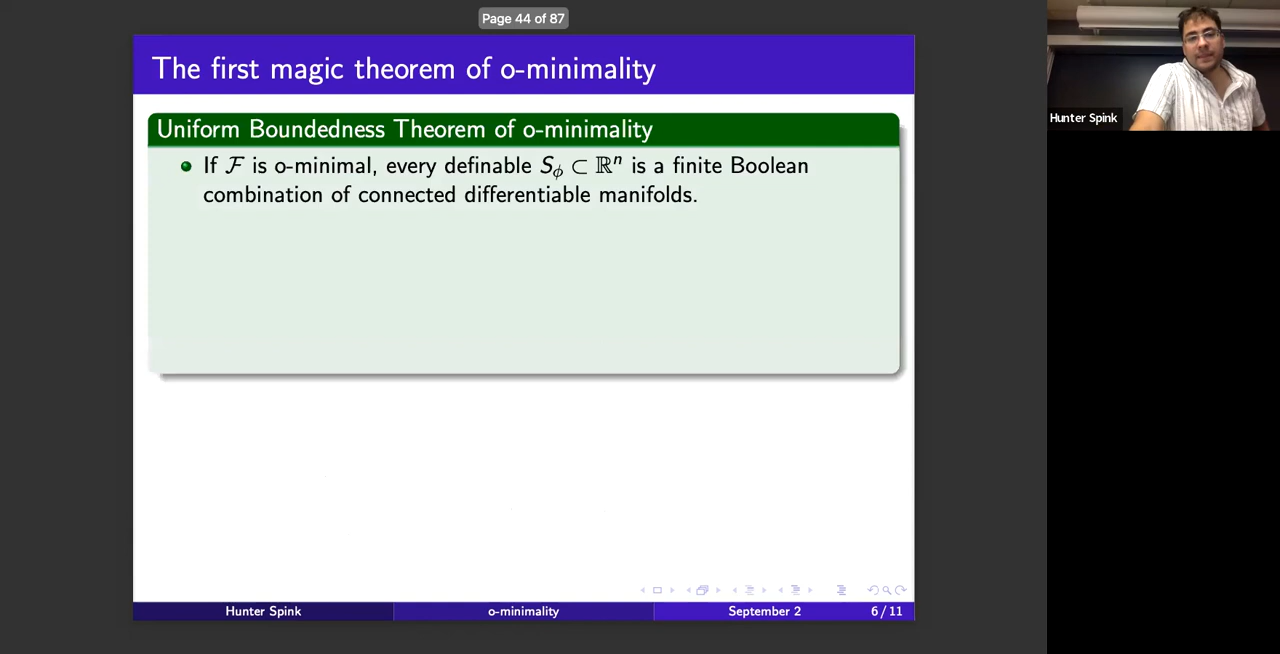 Page 44 of 87
The first magic theorem of o-minimality
Uniform Boundedness Theorem of o-minimality
If ℱ is o-minimal, every definable S_ϕ ⊂ ℝⁿ is a finite Boolean
combination of connected differentiable manifolds.
Hunter Spink
o-minimality
September 2
6 / 11
Hunter Spink